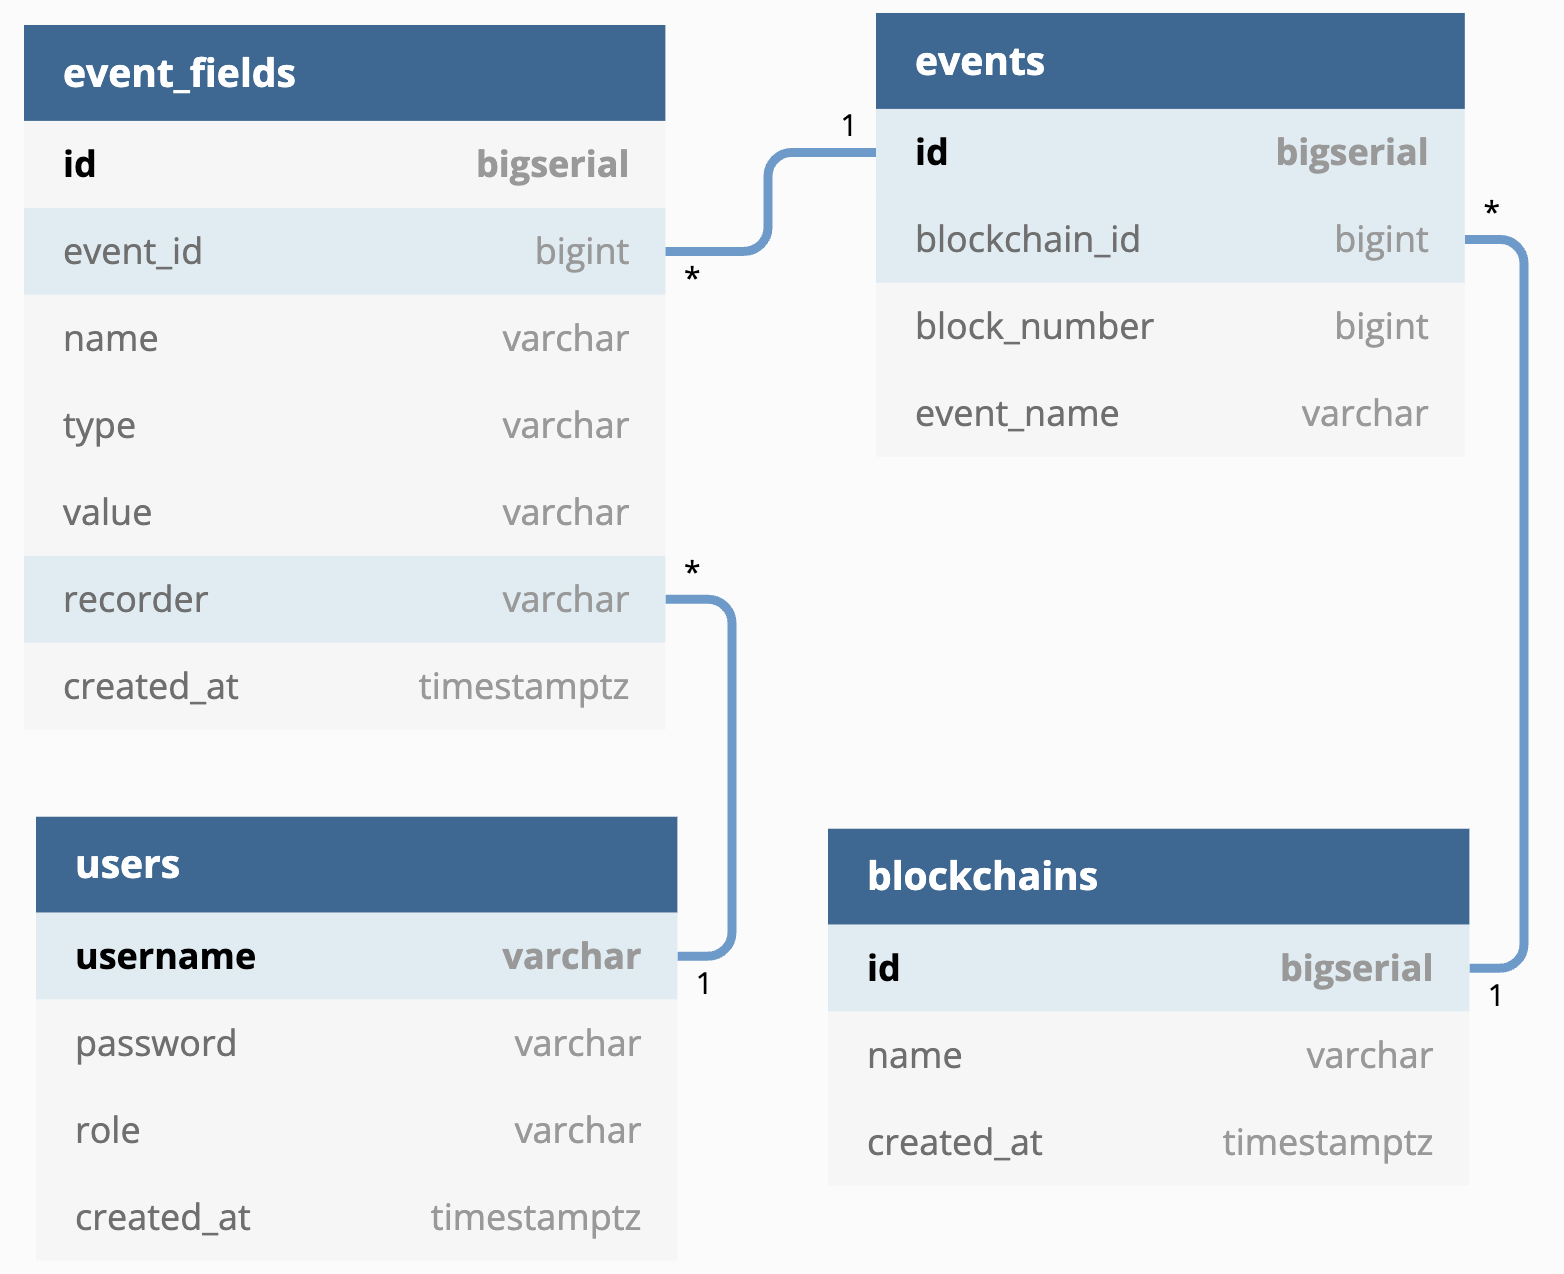 event_fields
id bigserial
event_id bigint
*
name varchar
type varchar
value varchar
recorder varchar
*
created_at timestamptz
events
1
id bigserial
blockchain_id bigint
*
block_number bigint
event_name varchar
users
username varchar
1
password varchar
role varchar
created_at timestamptz
blockchains
id bigserial
1
name varchar
created_at timestamptz